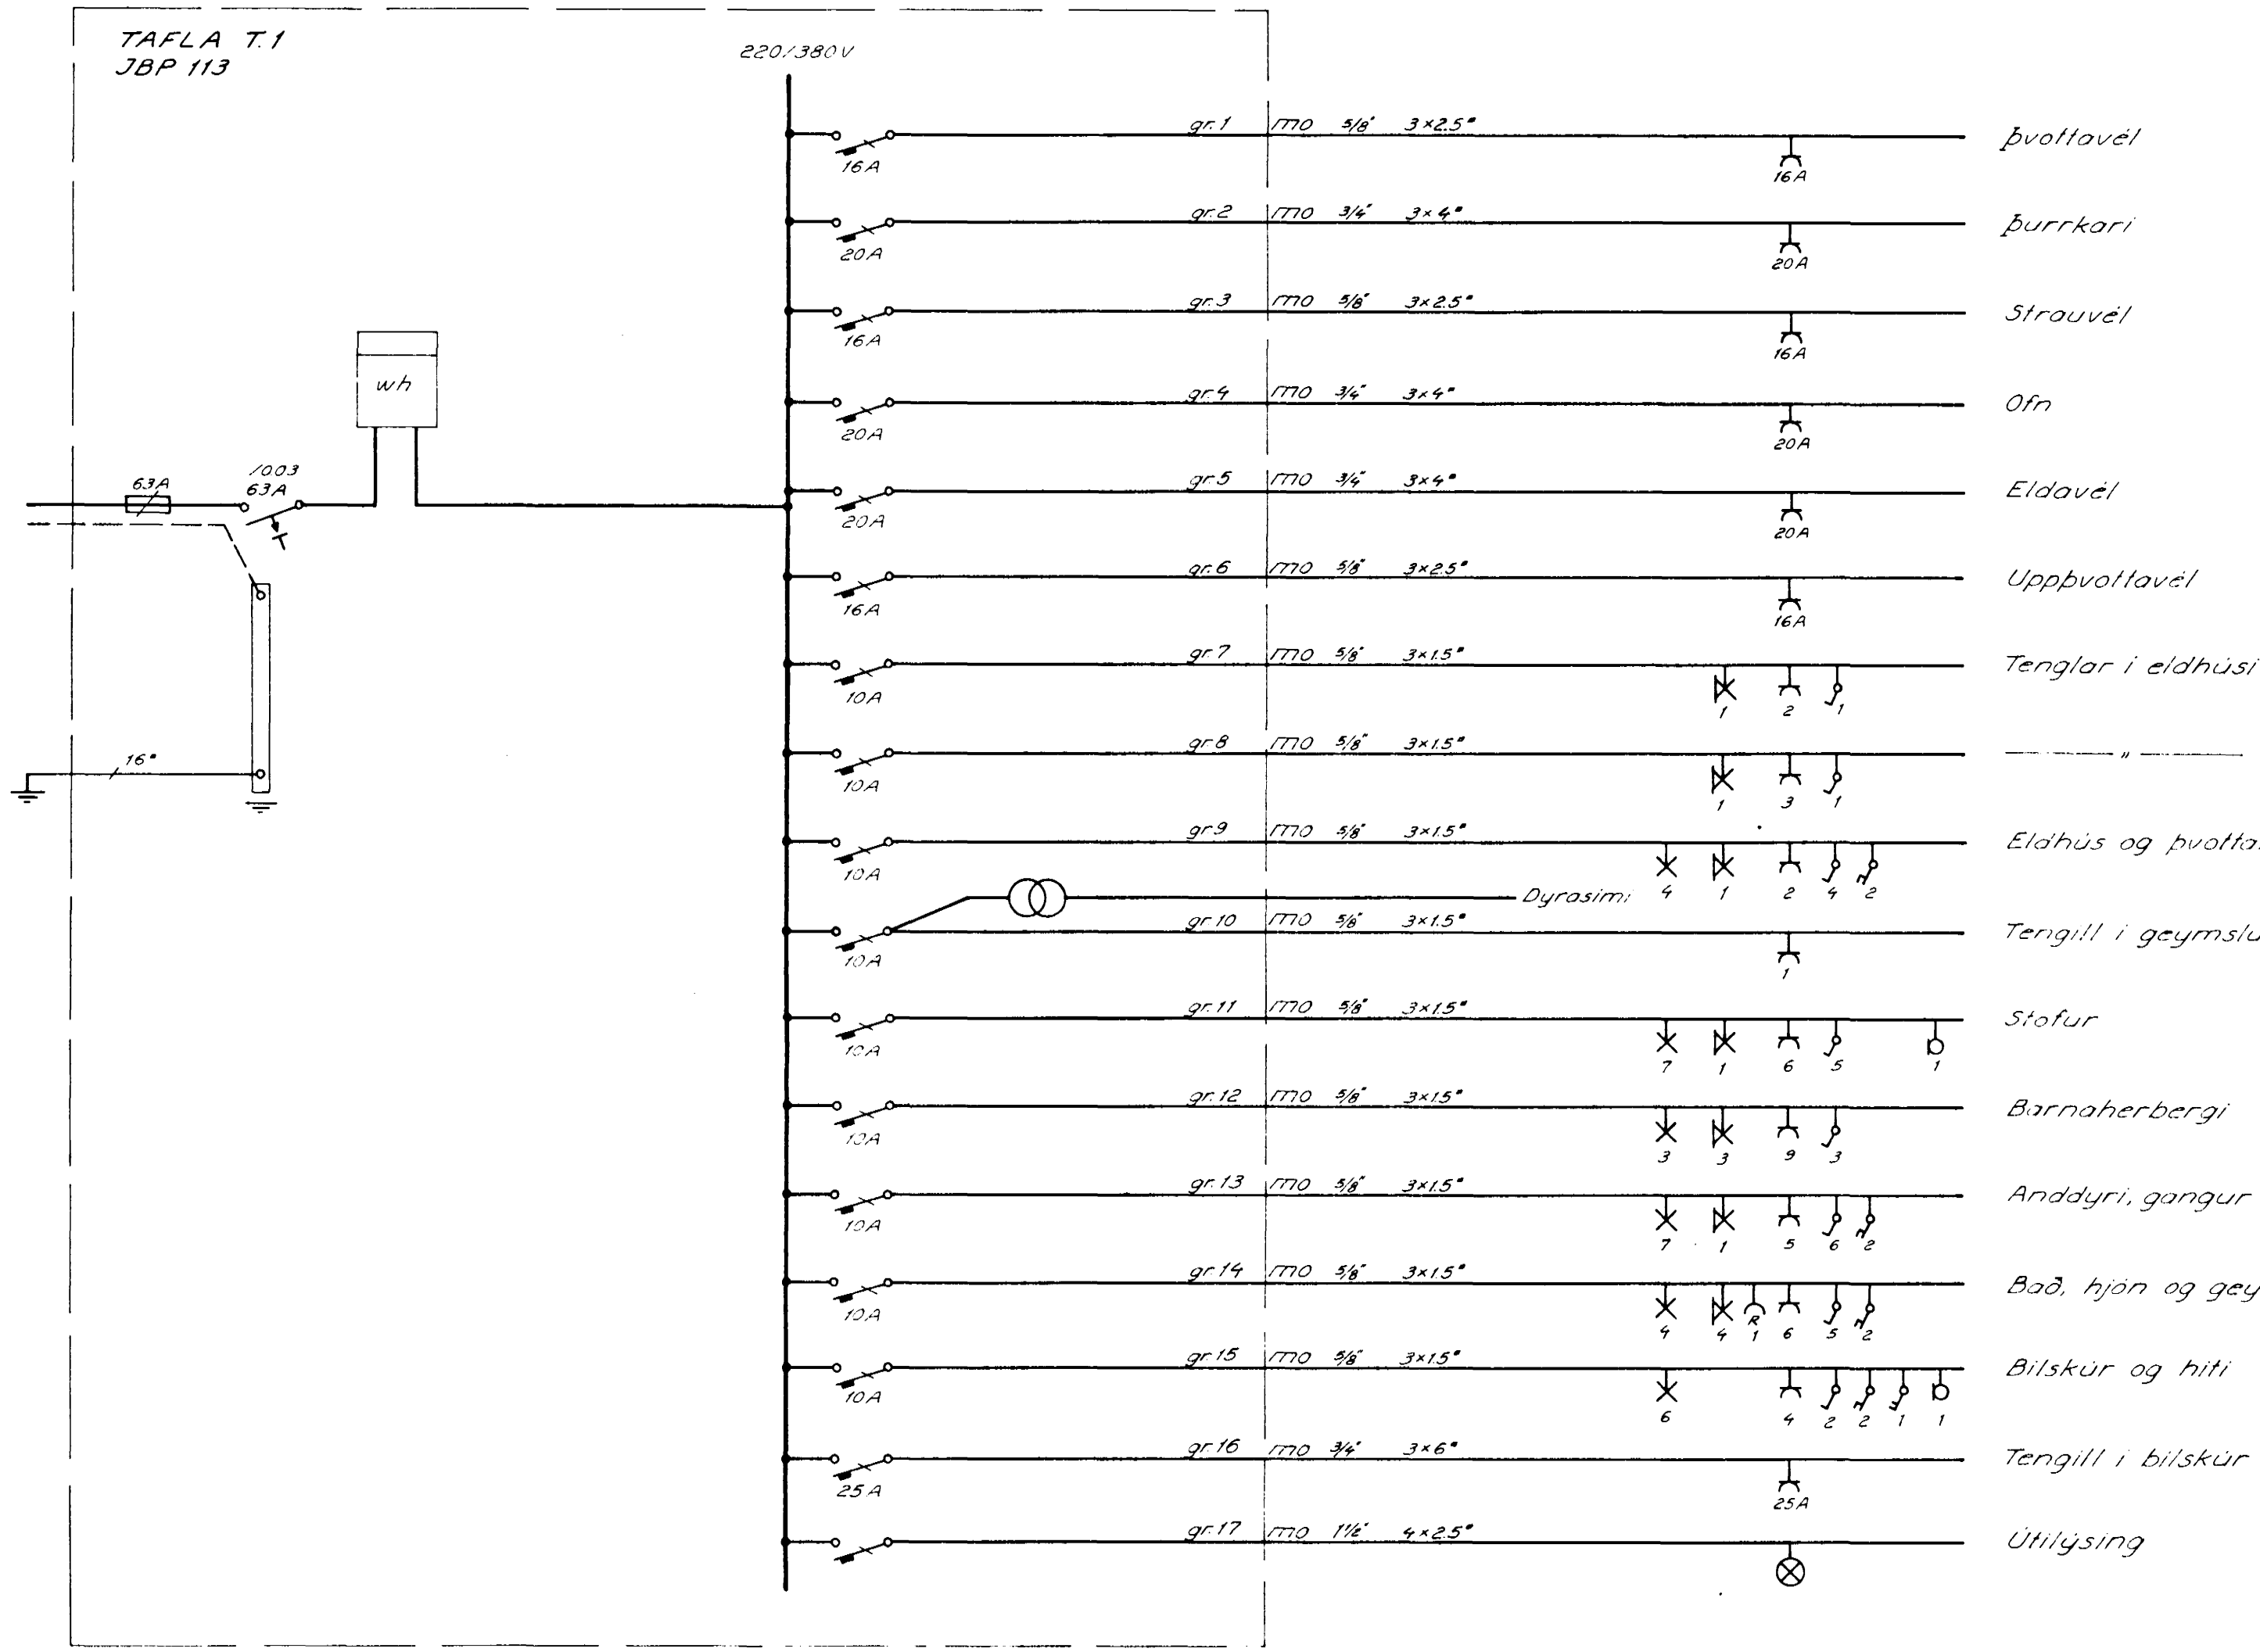 TAFLA T.1
JBP 113
220/380V
63A
/0.03
63A
wh
16▪
gr.1 mo 5/8" 3×2.5▪ þvottavél
16A 16A
gr.2 mo 3/4" 3×4▪ þurrkari
20A 20A
gr.3 mo 5/8" 3×2.5▪ Strauvél
16A 16A
gr.4 mo 3/4" 3×4▪ Ofn
20A 20A
gr.5 mo 3/4" 3×4▪ Eldavél
20A 20A
gr.6 mo 5/8" 3×2.5▪ Uppþvottavél
16A 16A
gr.7 mo 5/8" 3×1.5▪ Tenglar í eldhúsi
10A 1 2 1
gr.8 mo 5/8" 3×1.5▪ — " —
10A 1 3 1
gr.9 mo 5/8" 3×1.5▪ Eldhús og þvotta
10A 4 1 2 4 2
Dyrasími
gr.10 mo 5/8" 3×1.5▪ Tengill í geymslu
10A 1
gr.11 mo 5/8" 3×1.5▪ Stofur
10A 7 1 6 5 1
gr.12 mo 5/8" 3×1.5▪ Barnaherbergi
10A 3 3 9 3
gr.13 mo 5/8" 3×1.5▪ Anddyri, gangur
10A 7 1 5 6 2
gr.14 mo 5/8" 3×1.5▪ Bað, hjón og gey
10A 4 4 R 1 6 5 2
gr.15 mo 5/8" 3×1.5▪ Bílskúr og hiti
10A 6 4 2 2 1 1
gr.16 mo 3/4" 3×6▪ Tengill í bílskúr
25A 25A
gr.17 mo 1½" 4×2.5▪ Útilýsing